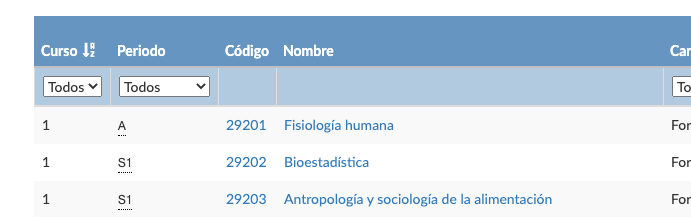 Curso Periodo Código Nombre Car
Todos Todos To
1 A 29201 Fisiología humana For
1 S1 29202 Bioestadística For
1 S1 29203 Antropología y sociología de la alimentación For